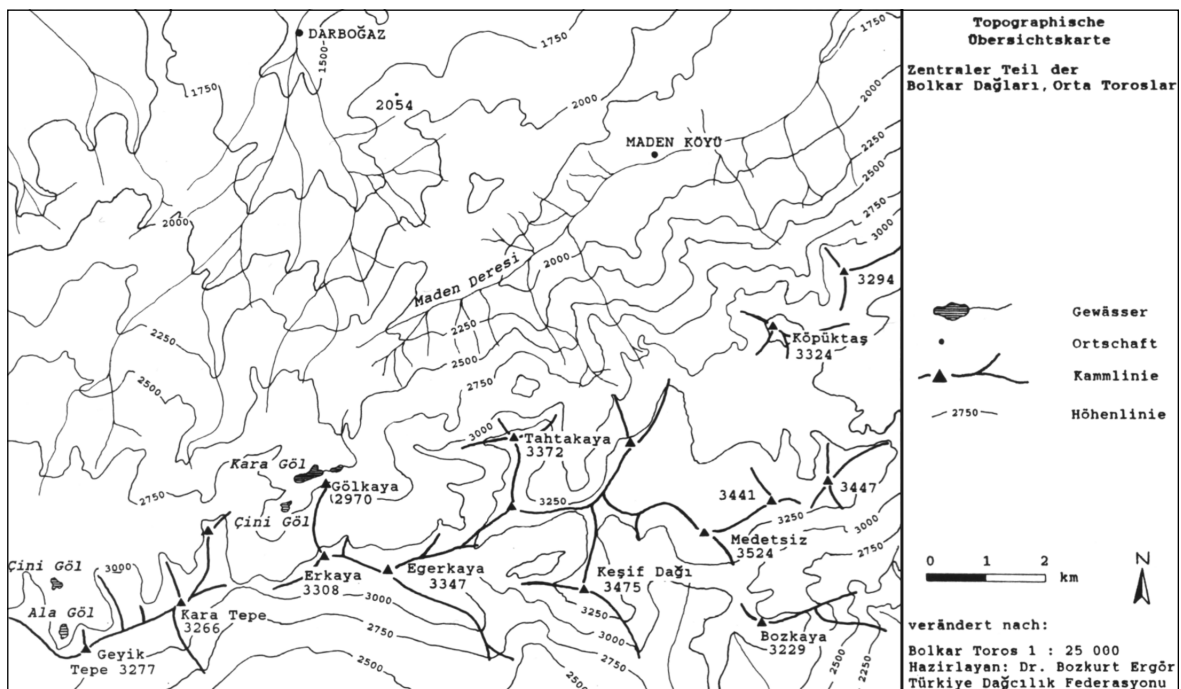 1750
DARBOĞAZ
1500
1750
1750
2054
2000
2000
MADEN KÖYÜ
2250
2500
2750
3000
2000
Maden Deresi
2000
3294
Köpüktaş
3324
2250
2250
2500
2500
2750
2500
3000
Tahtakaya
3372
Kara Göl
2750
Gölkaya
2970
3250
3441
3447
Çini Göl
3250
3000
Medetsiz
3524
2750
Çini Göl
3000
Erkaya
3308
Egerkaya
3347
Keşif Dağı
3475
Ala Göl
Kara Tepe
3266
3000
3250
2750
3000
2750
Bozkaya
3229
Geyik
Tepe 3277
2500
2500
2500
Topographische
Übersichtskarte
Zentraler Teil der
Bolkar Dağları, Orta Toroslar
Gewässer
Ortschaft
Kammlinie
2750
Höhenlinie
0 1 2
km
N
verändert nach:
Bolkar Toros 1 : 25 000
Hazirlayan: Dr. Bozkurt Ergör
Türkiye Dağcilik Federasyonu